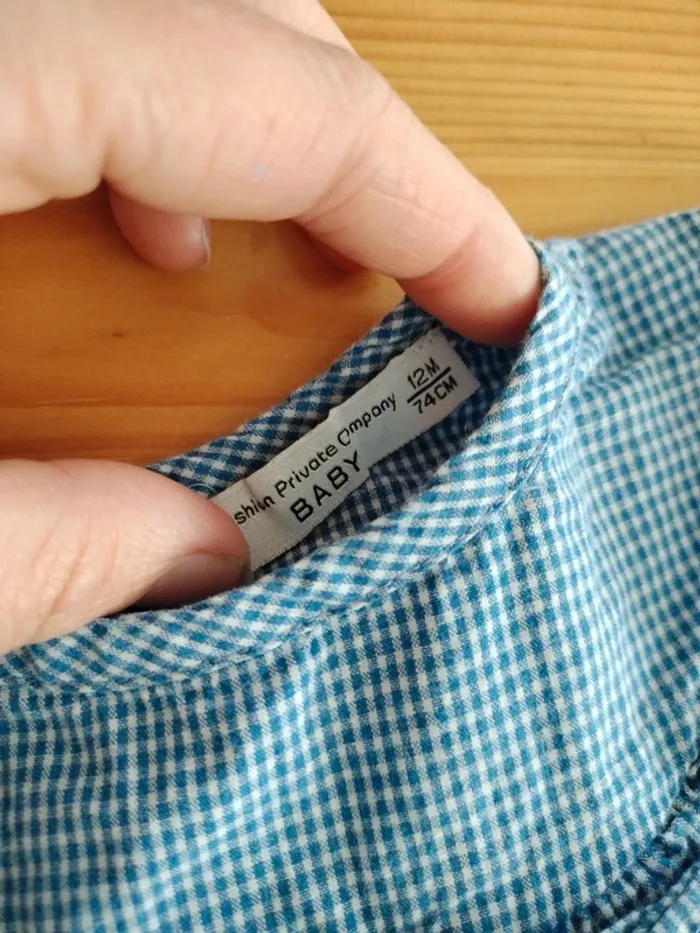 shion Private Company
BABY
12M
74CM